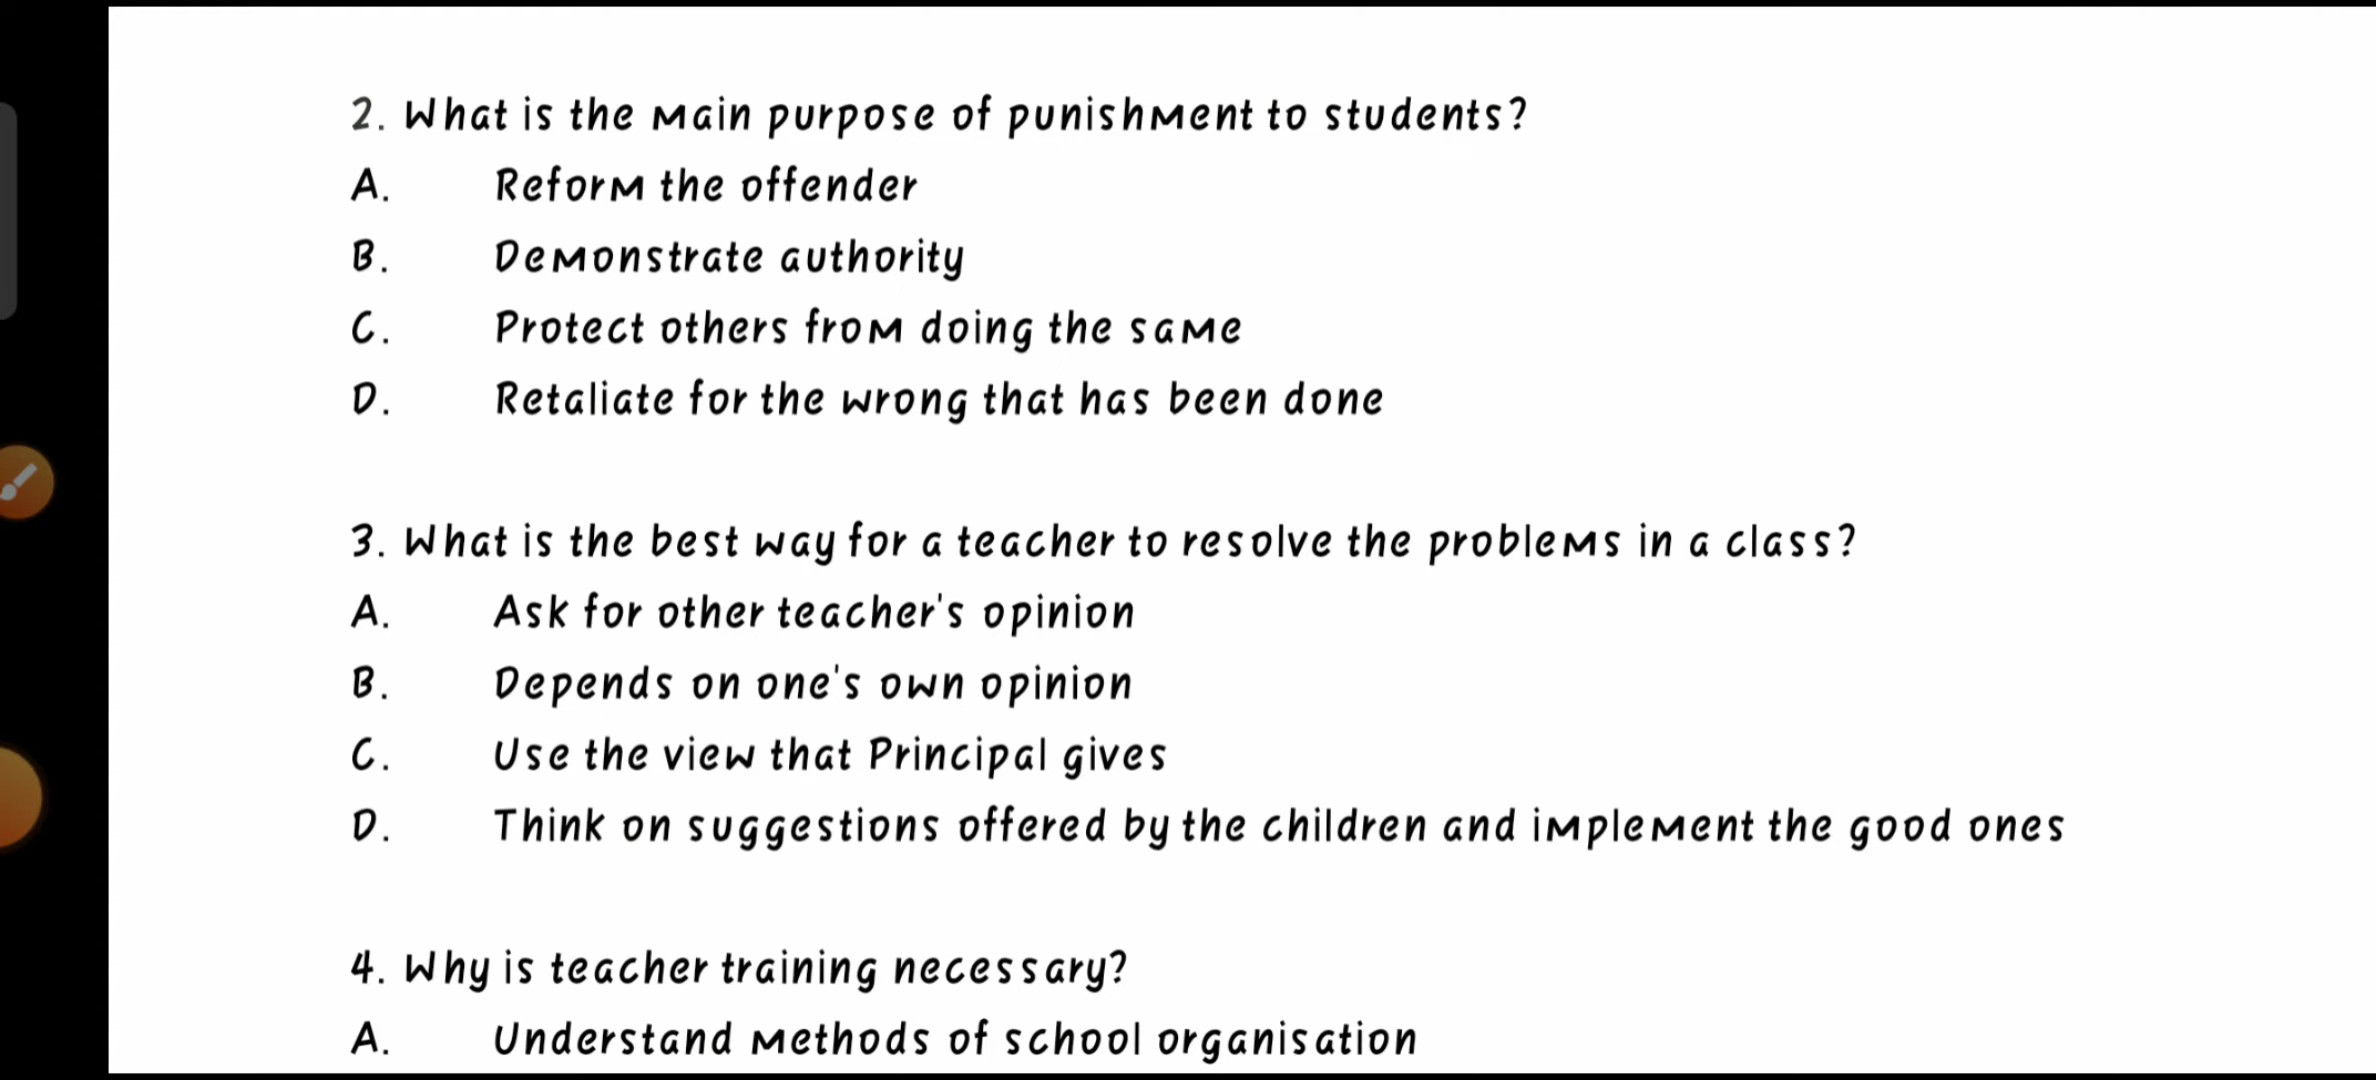 2. What is the main purpose of punishment to students?
A. Reform the offender
B. Demonstrate authority
C. Protect others from doing the same
D. Retaliate for the wrong that has been done
3. What is the best way for a teacher to resolve the problems in a class?
A. Ask for other teacher's opinion
B. Depends on one's own opinion
C. Use the view that Principal gives
D. Think on suggestions offered by the children and implement the good ones
4. Why is teacher training necessary?
A. Understand methods of school organisation